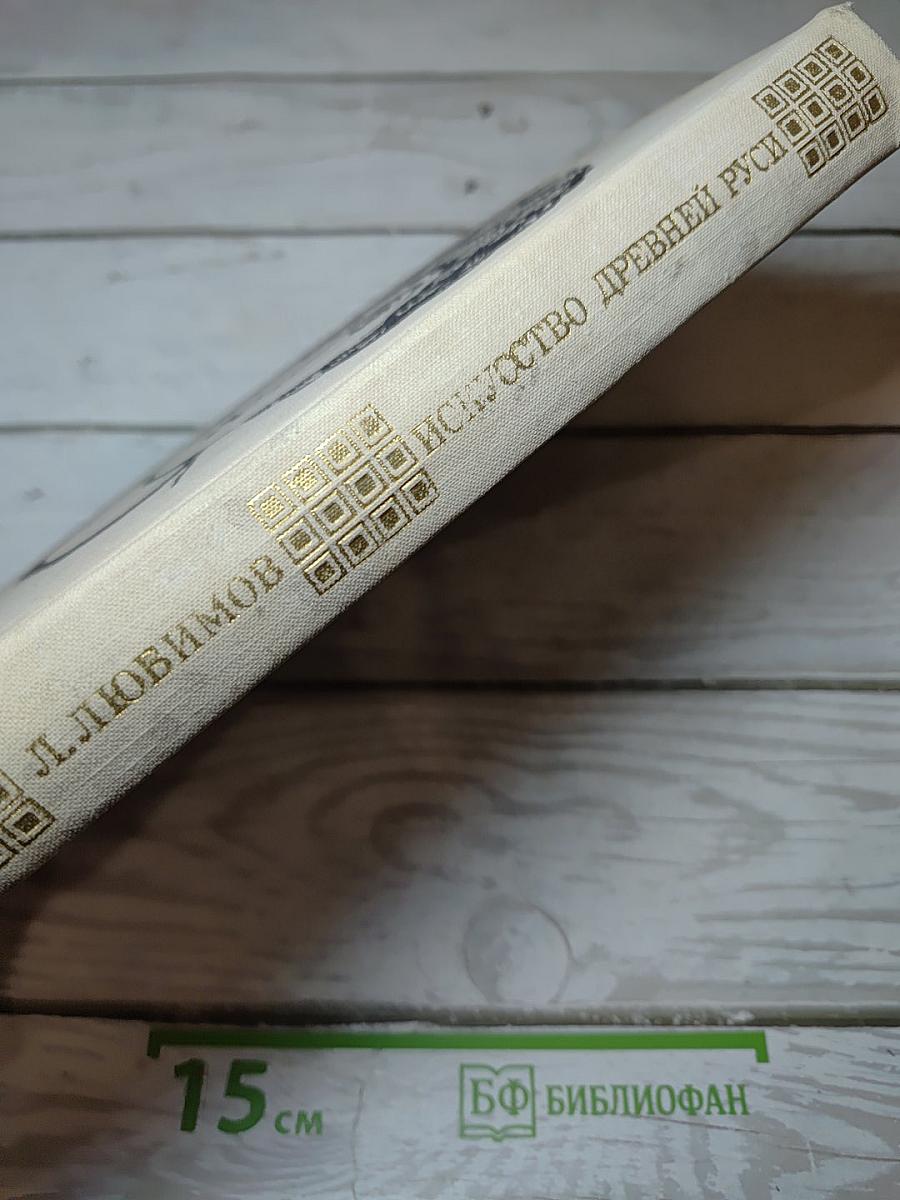 Л. ЛЮБИМОВ ИСКУССТВО ДРЕВНЕЙ РУСИ
15 см
БФ БИБЛИОФАН